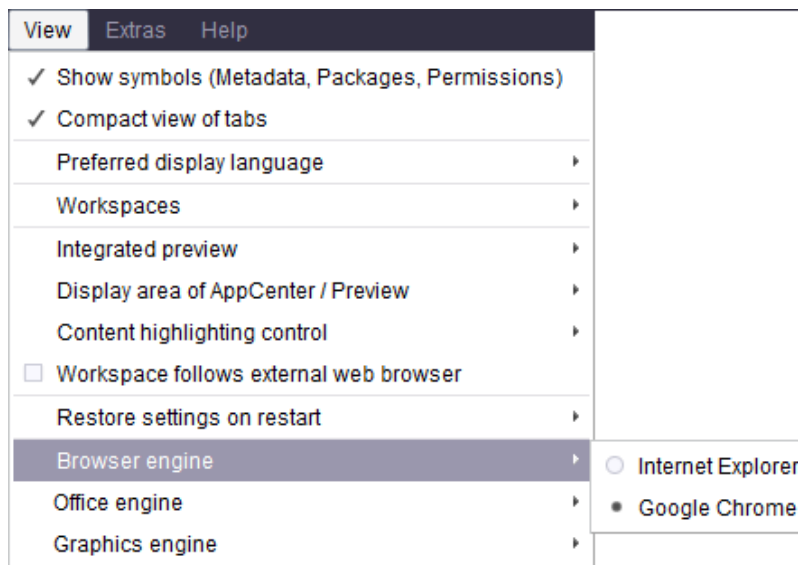 View Extras Help
Show symbols (Metadata, Packages, Permissions)
Compact view of tabs
Preferred display language
Workspaces
Integrated preview
Display area of AppCenter / Preview
Content highlighting control
Workspace follows external web browser
Restore settings on restart
Browser engine
Internet Explorer
Google Chrome
Office engine
Graphics engine